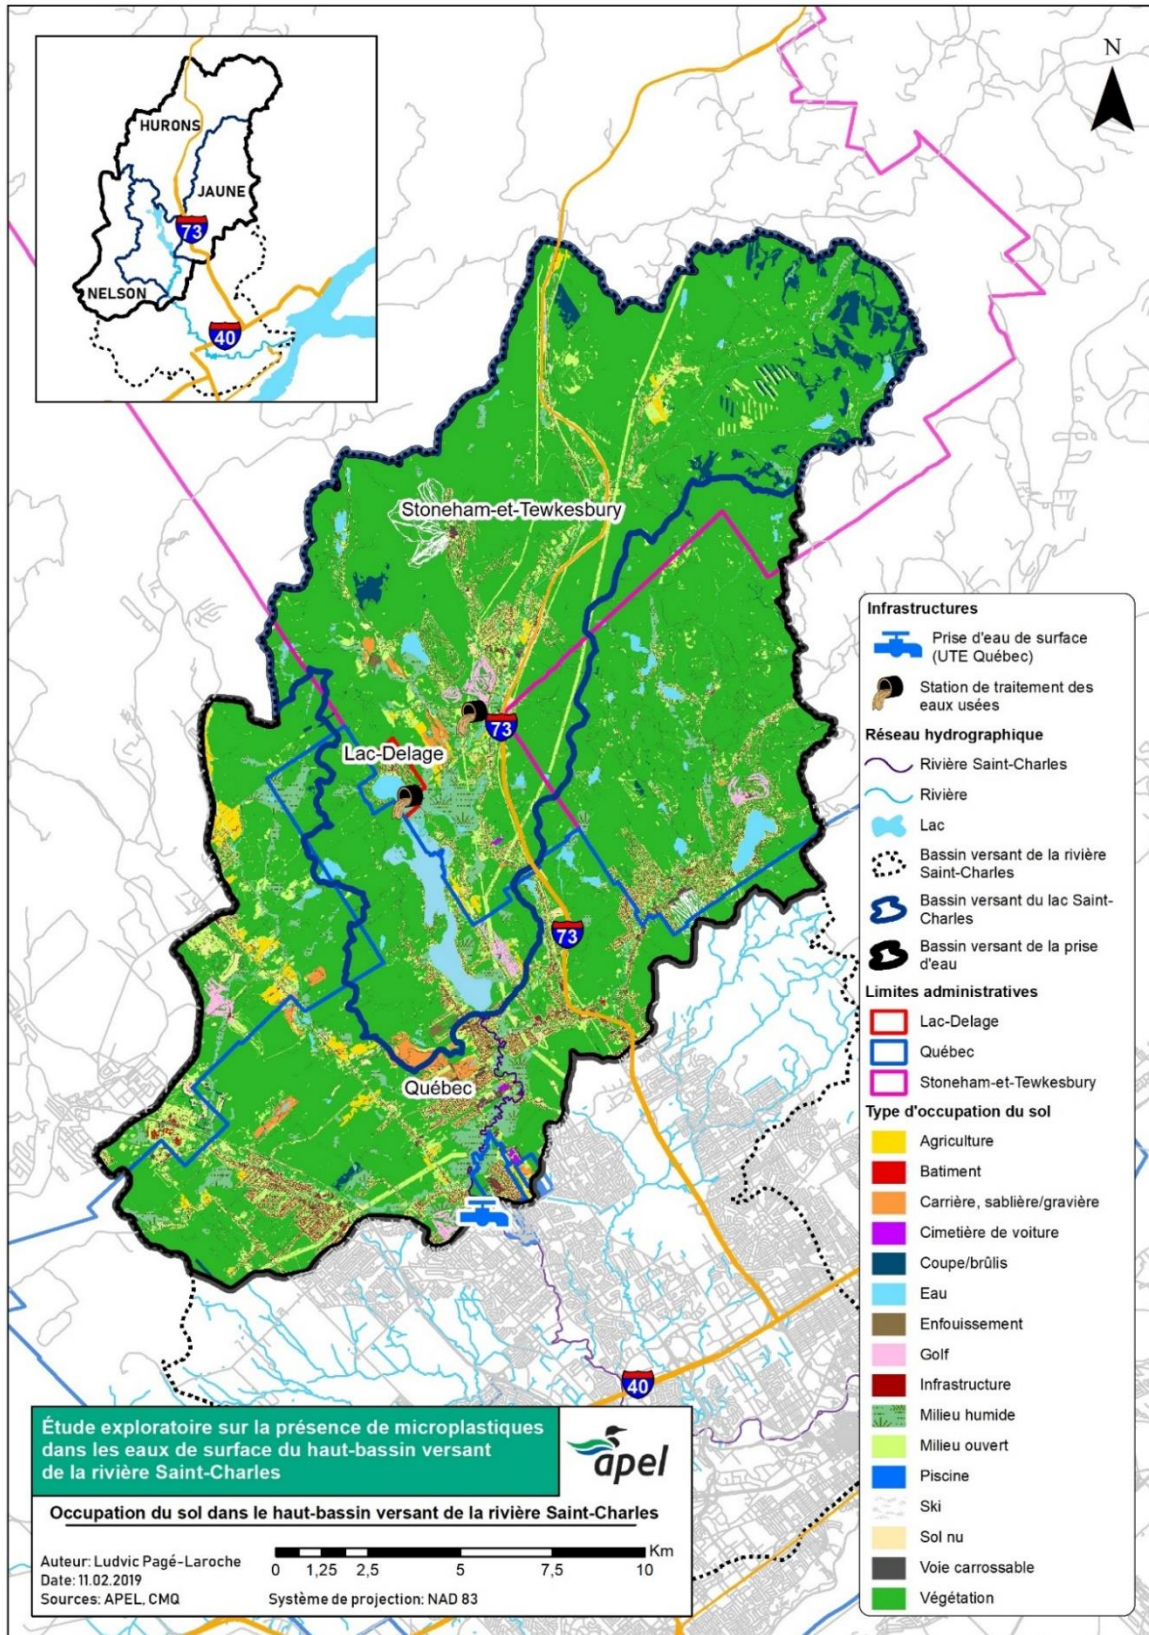 N
HURONS
JAUNE
73
NELSON
40
Stoneham-et-Tewkesbury
73
Lac-Delage
73
Québec
40
Infrastructures
Prise d'eau de surface
(UTE Québec)
Station de traitement des
eaux usées
Réseau hydrographique
Rivière Saint-Charles
Rivière
Lac
Bassin versant de la rivière
Saint-Charles
Bassin versant du lac Saint-
Charles
Bassin versant de la prise
d'eau
Limites administratives
Lac-Delage
Québec
Stoneham-et-Tewkesbury
Type d'occupation du sol
Agriculture
Batiment
Carrière, sablière/gravière
Cimetière de voiture
Coupe/brûlis
Eau
Enfouissement
Golf
Infrastructure
Milieu humide
Milieu ouvert
Piscine
Ski
Sol nu
Voie carrossable
Végétation
Étude exploratoire sur la présence de microplastiques
dans les eaux de surface du haut-bassin versant
de la rivière Saint-Charles
apel
Occupation du sol dans le haut-bassin versant de la rivière Saint-Charles
Auteur: Ludvic Pagé-Laroche
Date: 11.02.2019
Sources: APEL, CMQ
Km
0 1,25 2,5 5 7,5 10
Système de projection: NAD 83